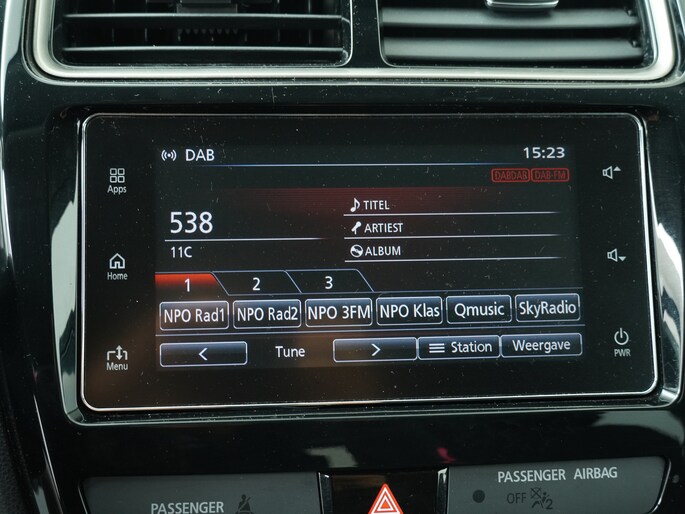 DAB 15:23
DABDAB DAB-FM
Apps
538
11C
TITEL
ARTIEST
ALBUM
Home
1 2 3
NPO Rad1 NPO Rad2 NPO 3FM NPO Klas Qmusic SkyRadio
< Tune > Station Weergave
Menu
PWR
PASSENGER
PASSENGER AIRBAG
OFF 2